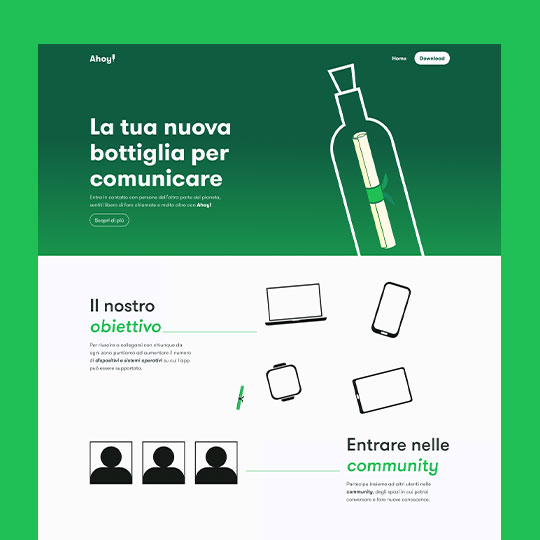 Ahoy!
Home
Download
La tua nuova
bottiglia per
comunicare
Entra in contatto con persone dall'altra parte del pianeta,
sentiti libero di fare chiamate e molto altro con Ahoy!
Scopri di più
Il nostro
obiettivo
Per riuscire a collegarsi con chiunque da
ogni zona puntiamo ad aumentare il numero
di dispositivi e sistemi operativi su cui l'app
può essere supportata.
Entrare nelle
community
Partecipa insieme ad altri utenti nelle
community, degli spazi in cui potrai
conversare e fare nuove conoscenze.